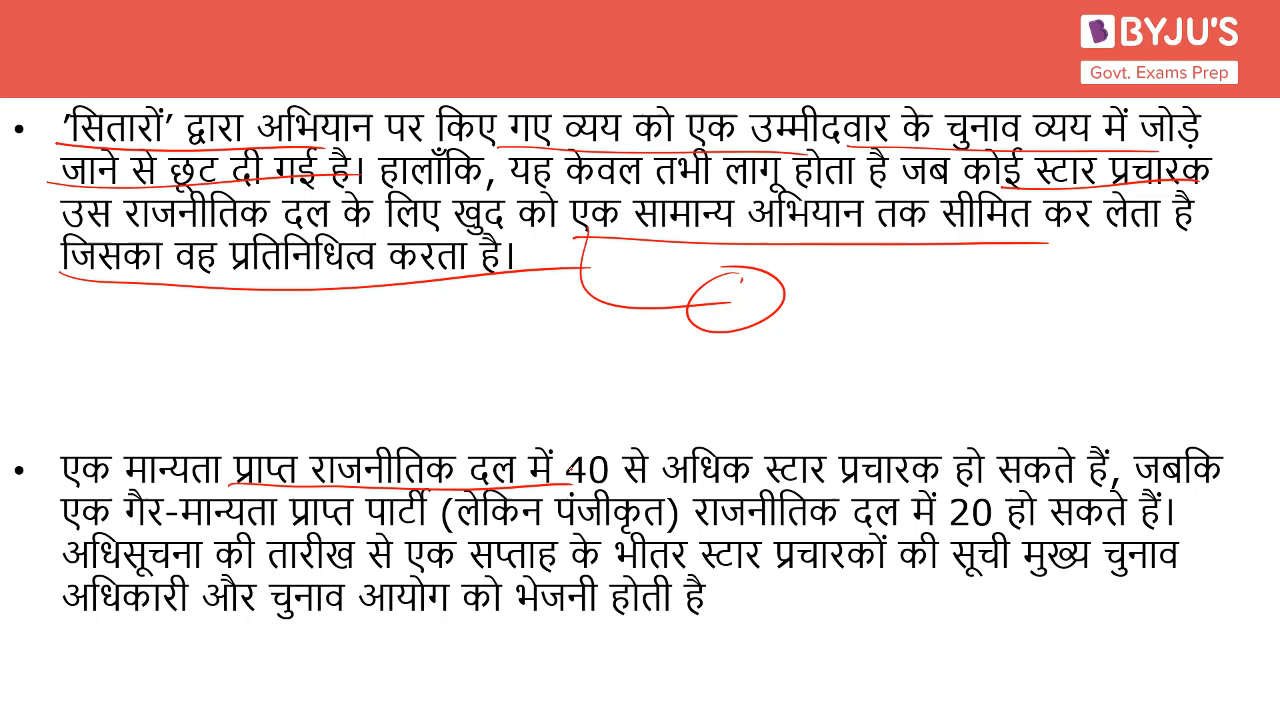 BYJU'S
Govt. Exams Prep
• 'सितारों' द्वारा अभियान पर किए गए व्यय को एक उम्मीदवार के चुनाव व्यय में जोड़े
जाने से छूट दी गई है। हालाँकि, यह केवल तभी लागू होता है जब कोई स्टार प्रचारक
उस राजनीतिक दल के लिए खुद को एक सामान्य अभियान तक सीमित कर लेता है
जिसका वह प्रतिनिधित्व करता है।
• एक मान्यता प्राप्त राजनीतिक दल में 40 से अधिक स्टार प्रचारक हो सकते हैं, जबकि
एक गैर-मान्यता प्राप्त पार्टी (लेकिन पंजीकृत) राजनीतिक दल में 20 हो सकते हैं।
अधिसूचना की तारीख से एक सप्ताह के भीतर स्टार प्रचारकों की सूची मुख्य चुनाव
अधिकारी और चुनाव आयोग को भेजनी होती है